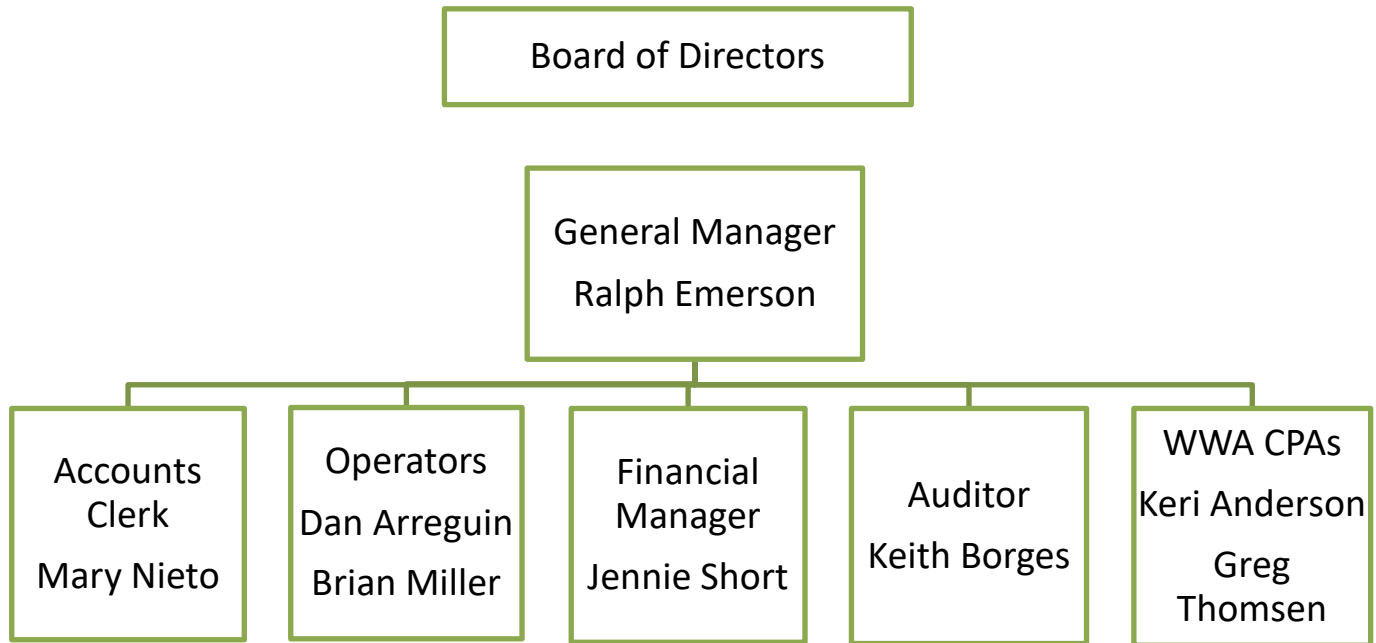 Board of Directors
General Manager
Ralph Emerson
Accounts
Clerk
Mary Nieto
Operators
Dan Arreguin
Brian Miller
Financial
Manager
Jennie Short
Auditor
Keith Borges
WWA CPAs
Keri Anderson
Greg
Thomsen